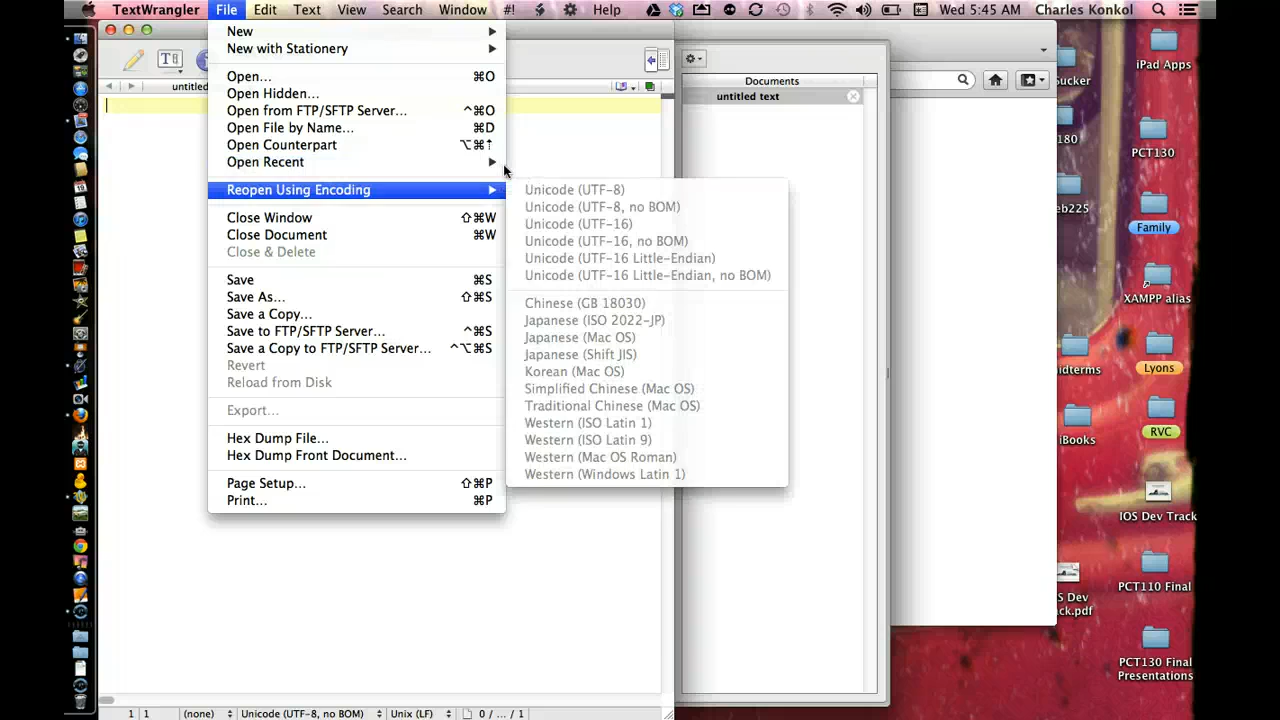 TextWrangler File Edit Text View Search Window #! Help Wed 5:45 AM Charles Konkol
New
New with Stationery
Open... ⌘O
Open Hidden...
Open from FTP/SFTP Server... ^⌘O
Open File by Name... ⌘D
Open Counterpart ⌥⌘↑
Open Recent
Reopen Using Encoding
Close Window ⇧⌘W
Close Document ⌘W
Close & Delete
Save ⌘S
Save As... ⇧⌘S
Save a Copy...
Save to FTP/SFTP Server... ^⌘S
Save a Copy to FTP/SFTP Server... ^⌥⌘S
Revert
Reload from Disk
Export...
Hex Dump File...
Hex Dump Front Document...
Page Setup... ⇧⌘P
Print... ⌘P
Unicode (UTF-8)
Unicode (UTF-8, no BOM)
Unicode (UTF-16)
Unicode (UTF-16, no BOM)
Unicode (UTF-16 Little-Endian)
Unicode (UTF-16 Little-Endian, no BOM)
Chinese (GB 18030)
Japanese (ISO 2022-JP)
Japanese (Mac OS)
Japanese (Shift JIS)
Korean (Mac OS)
Simplified Chinese (Mac OS)
Traditional Chinese (Mac OS)
Western (ISO Latin 1)
Western (ISO Latin 9)
Western (Mac OS Roman)
Western (Windows Latin 1)
untitled
Documents
untitled text
1 1 (none) Unicode (UTF-8, no BOM) Unix (LF) 0 / ... / 1
Sucker
180
eb225
idterms
iBooks
S Dev
ck.pdf
iPad Apps
PCT130
Family
XAMPP alias
Lyons
RVC
IOS Dev Track
PCT110 Final
PCT130 Final
Presentations